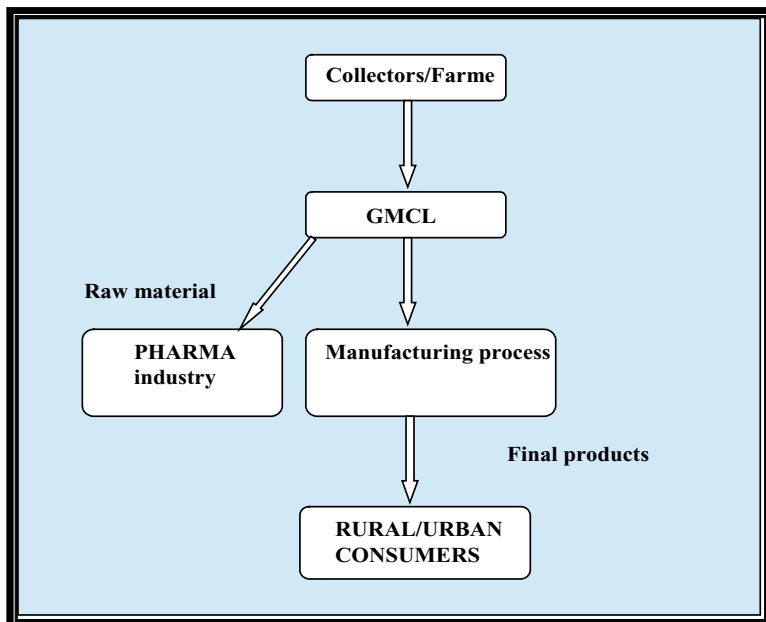 Collectors/Farme
GMCL
Raw material
PHARMA
industry
Manufacturing process
Final products
RURAL/URBAN
CONSUMERS